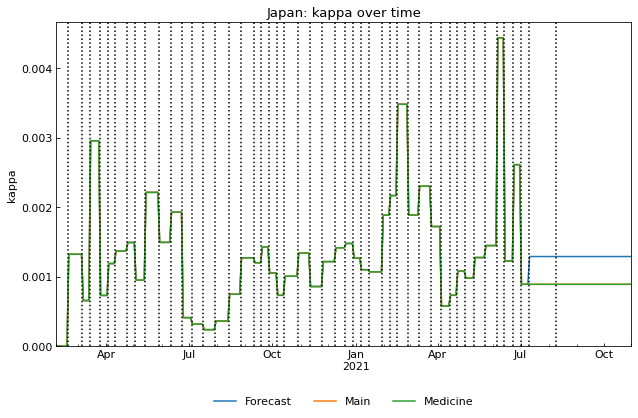 Japan: kappa over time
kappa
0.004
0.003
0.002
0.001
0.000
Apr Jul Oct Jan Apr Jul Oct
2021
Forecast Main Medicine